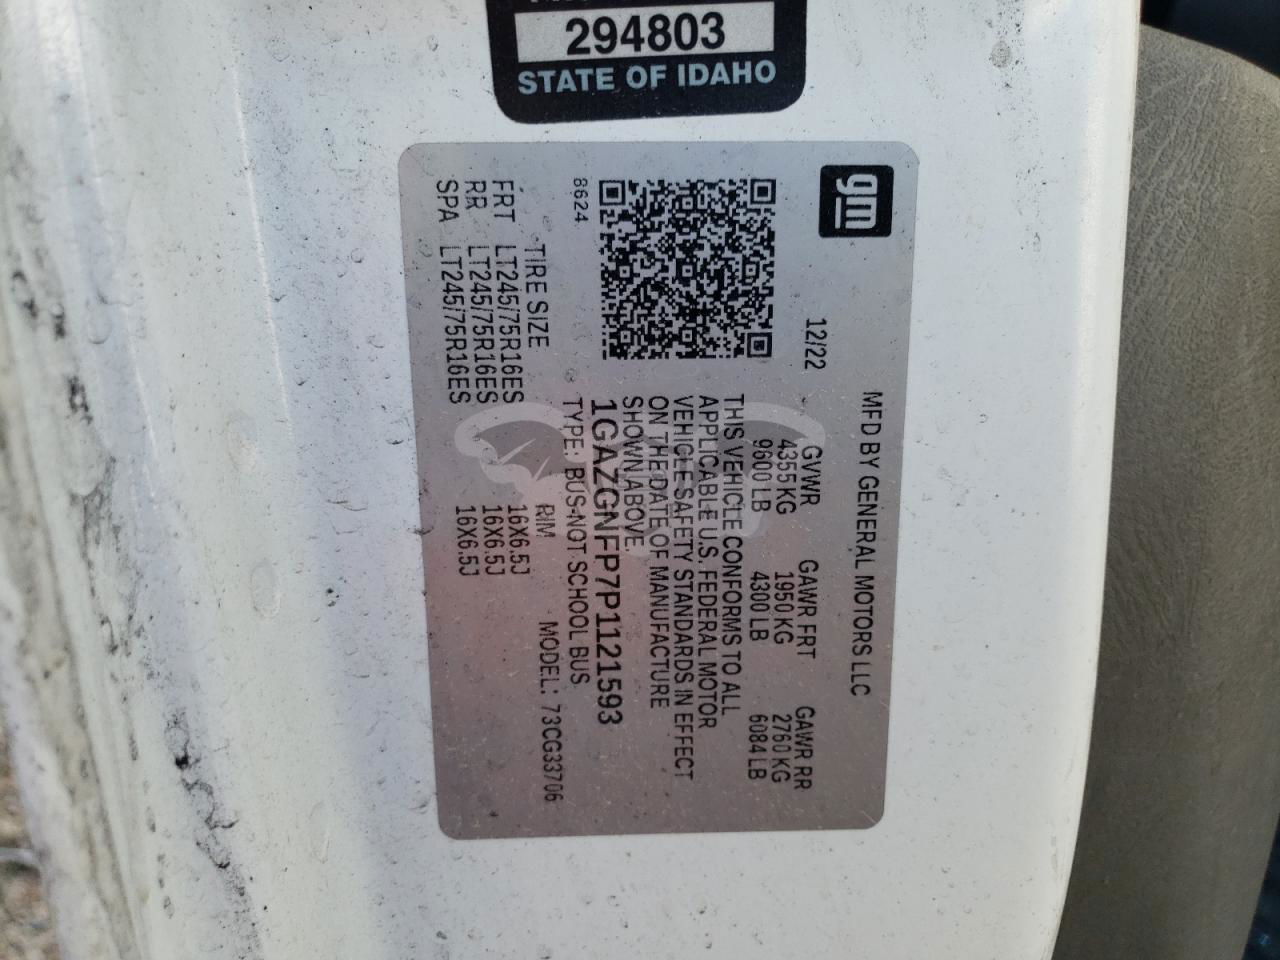 294803
STATE OF IDAHO
gm
MFD BY GENERAL MOTORS LLC
12/22
GVWR GAWR FRT GAWR RR
4355 KG 1950 KG 2760 KG
9600 LB 4300 LB 6084 LB
THIS VEHICLE CONFORMS TO ALL
APPLICABLE U.S. FEDERAL MOTOR
VEHICLE SAFETY STANDARDS IN EFFECT
ON THE DATE OF MANUFACTURE
SHOWN ABOVE.
1GAZGNFP7P1121593
8624
TYPE: BUS-NOT SCHOOL BUS
MODEL: 73CG33706
TIRE SIZE RIM
FRT LT245/75R16ES 16X6.5J
RR LT245/75R16ES 16X6.5J
SPA LT245/75R16ES 16X6.5J